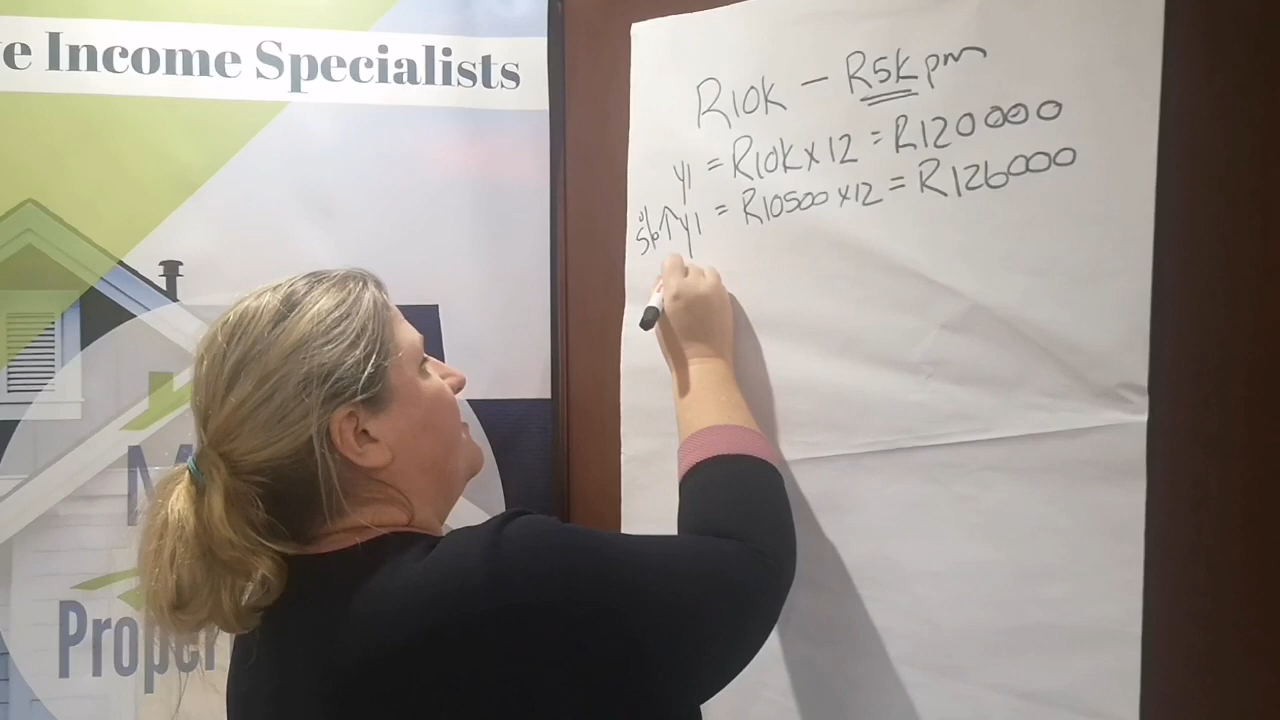 e Income Specialists
M
Proper
R10K – R5K pm
y1 = R10K x 12 = R120000
5% ↑ y1 = R10500 x 12 = R126000